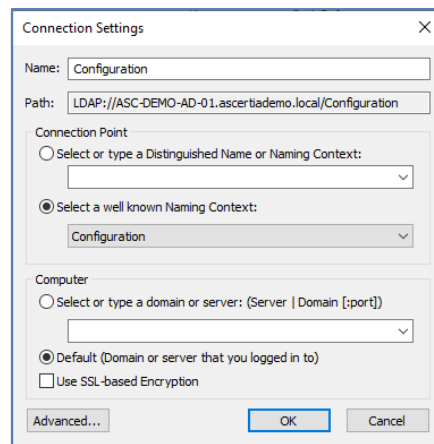 Connection Settings
Name: Configuration
Path: LDAP://ASC-DEMO-AD-01.ascertiademo.local/Configuration
Connection Point
Select or type a Distinguished Name or Naming Context:
Select a well known Naming Context:
Configuration
Computer
Select or type a domain or server: (Server | Domain [:port])
Default (Domain or server that you logged in to)
Use SSL-based Encryption
Advanced... OK Cancel